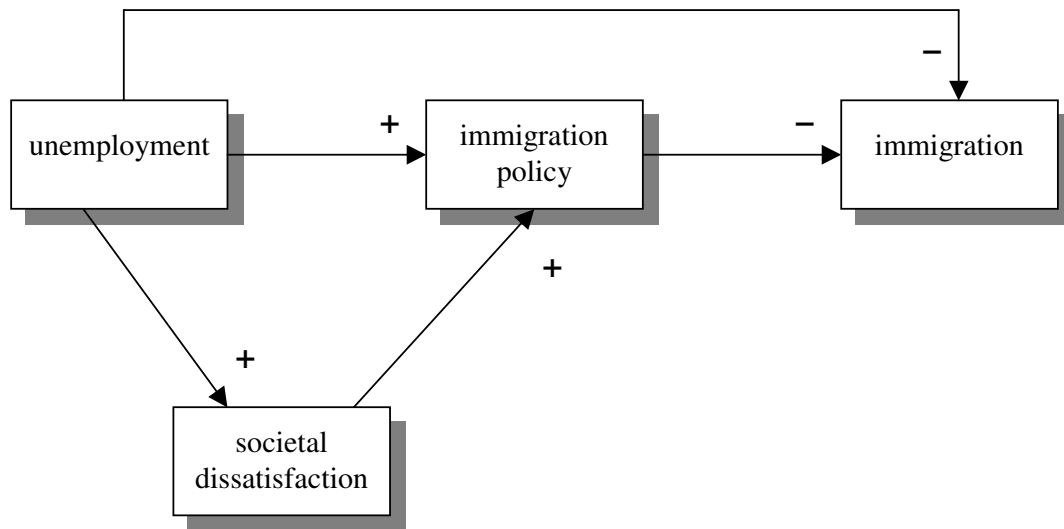 −
unemployment
+
immigration
policy
−
immigration
+
+
societal
dissatisfaction